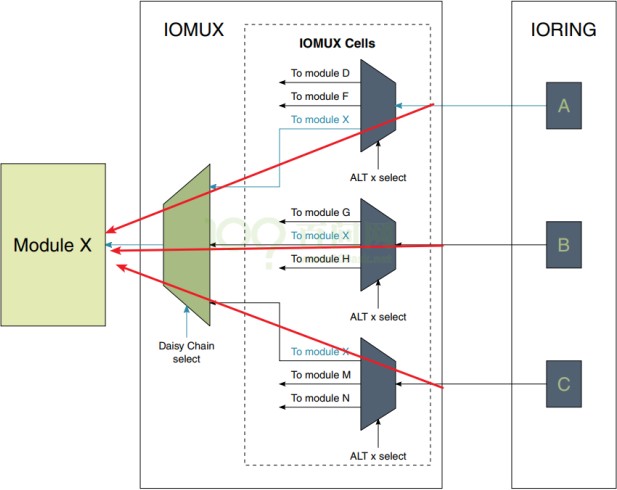 IOMUX
IORING
IOMUX Cells
To module D
To module F
To module X
A
ALT x select
Module X
To module G
To module X
To module H
B
ALT x select
Daisy Chain
select
To module X
To module M
To module N
C
ALT x select